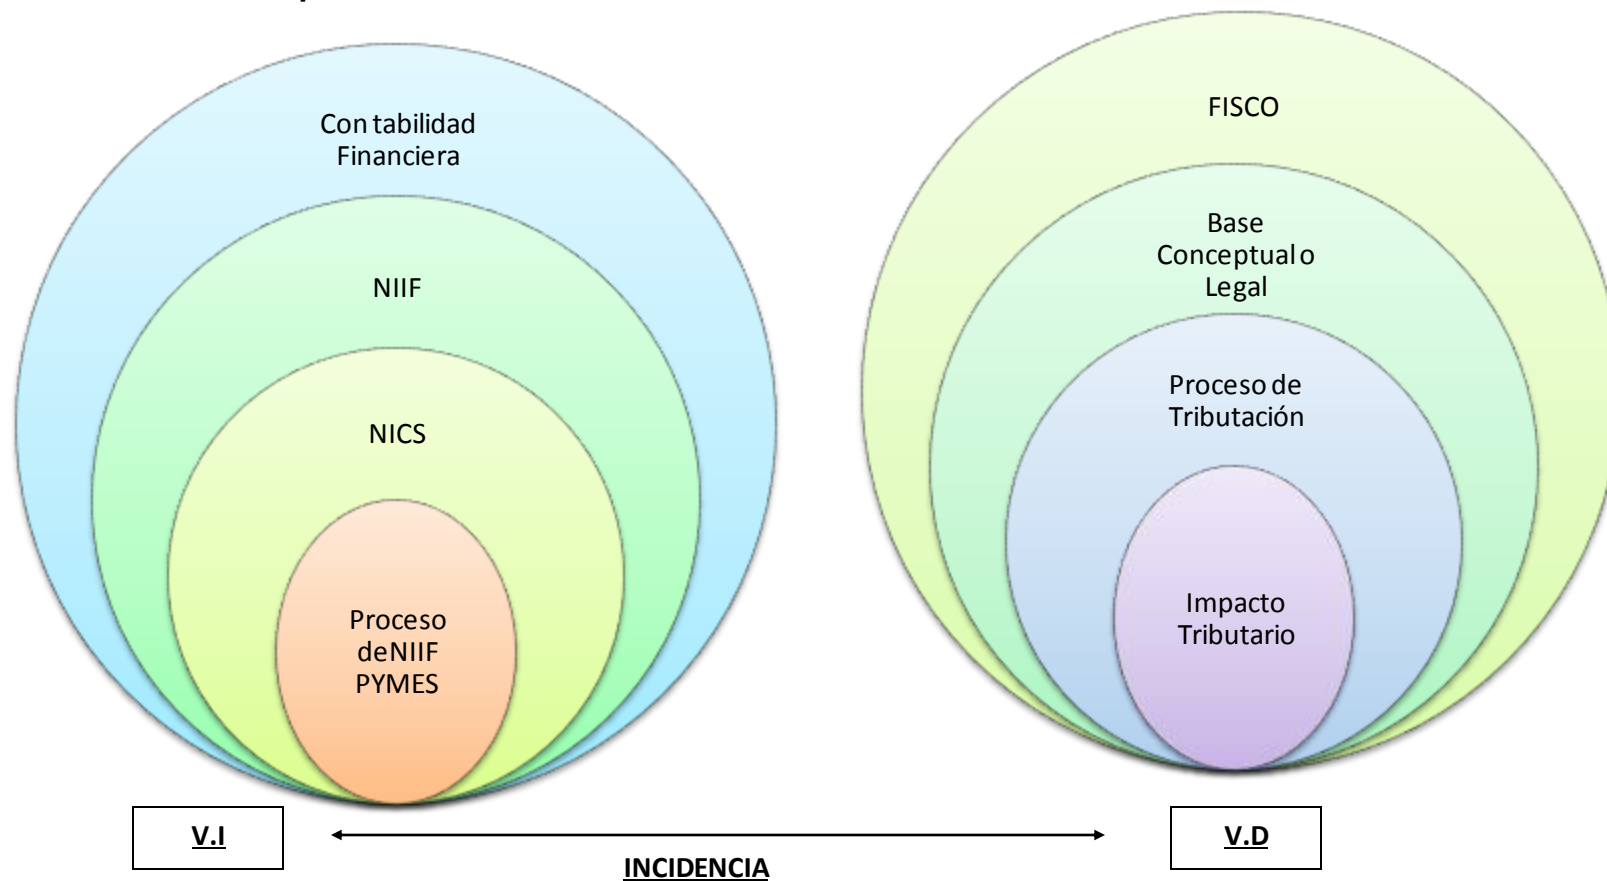 Con tabilidad
Financiera
NIIF
NICS
Proceso
deNIIF
PYMES
FISCO
Base
Conceptual o
Legal
Proceso de
Tributación
Impacto
Tributario
V.I
INCIDENCIA
V.D